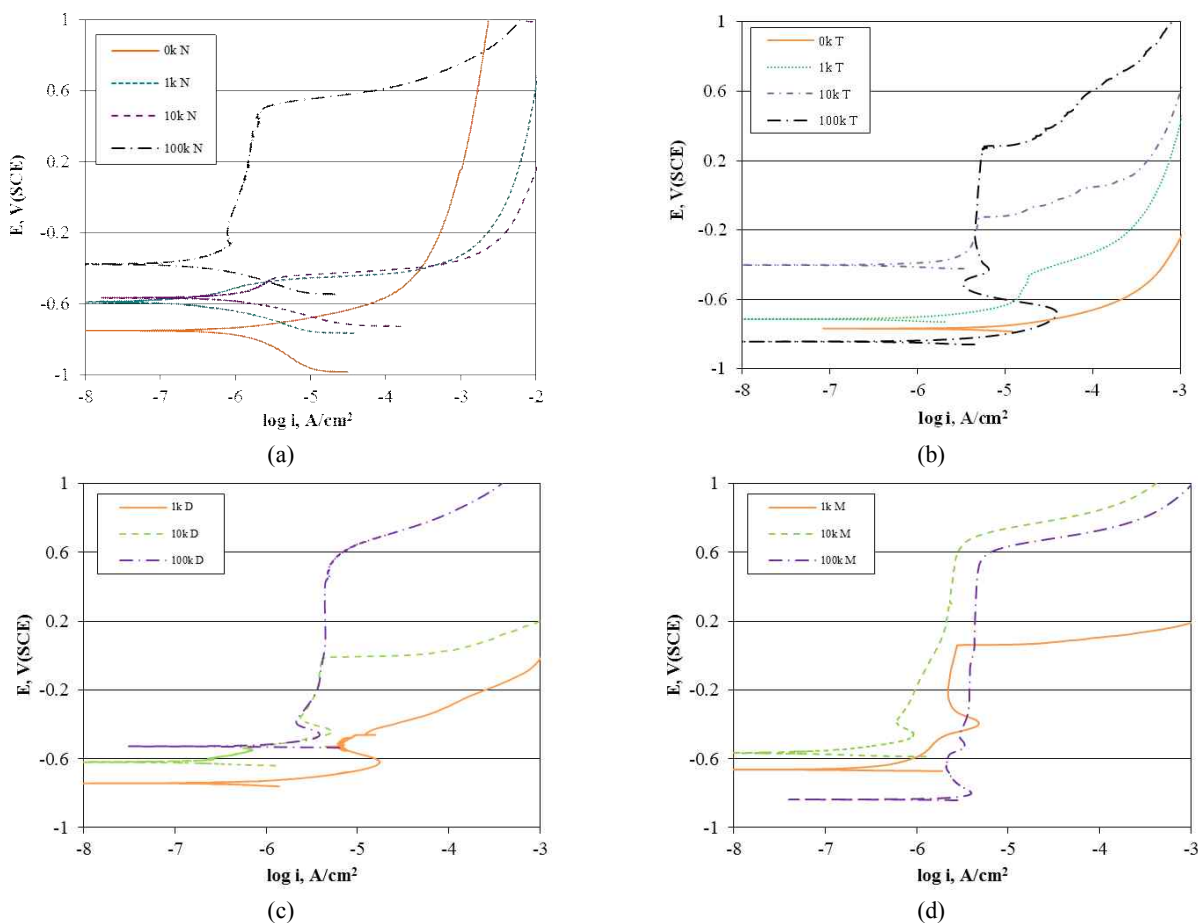 1
0.6
0.2
-0.2
-0.6
-1
E, V(SCE)
0k N
1k N
10k N
100k N
-8 -7 -6 -5 -4 -3 -2
log i, A/cm²
(a)
1
0.6
0.2
-0.2
-0.6
-1
E, V(SCE)
0k T
1k T
10k T
100k T
-8 -7 -6 -5 -4 -3
log i, A/cm²
(b)
1
0.6
0.2
-0.2
-0.6
-1
E, V(SCE)
1k D
10k D
100k D
-8 -7 -6 -5 -4 -3
log i, A/cm²
(c)
1
0.6
0.2
-0.2
-0.6
-1
E, V(SCE)
1k M
10k M
100k M
-8 -7 -6 -5 -4 -3
log i, A/cm²
(d)